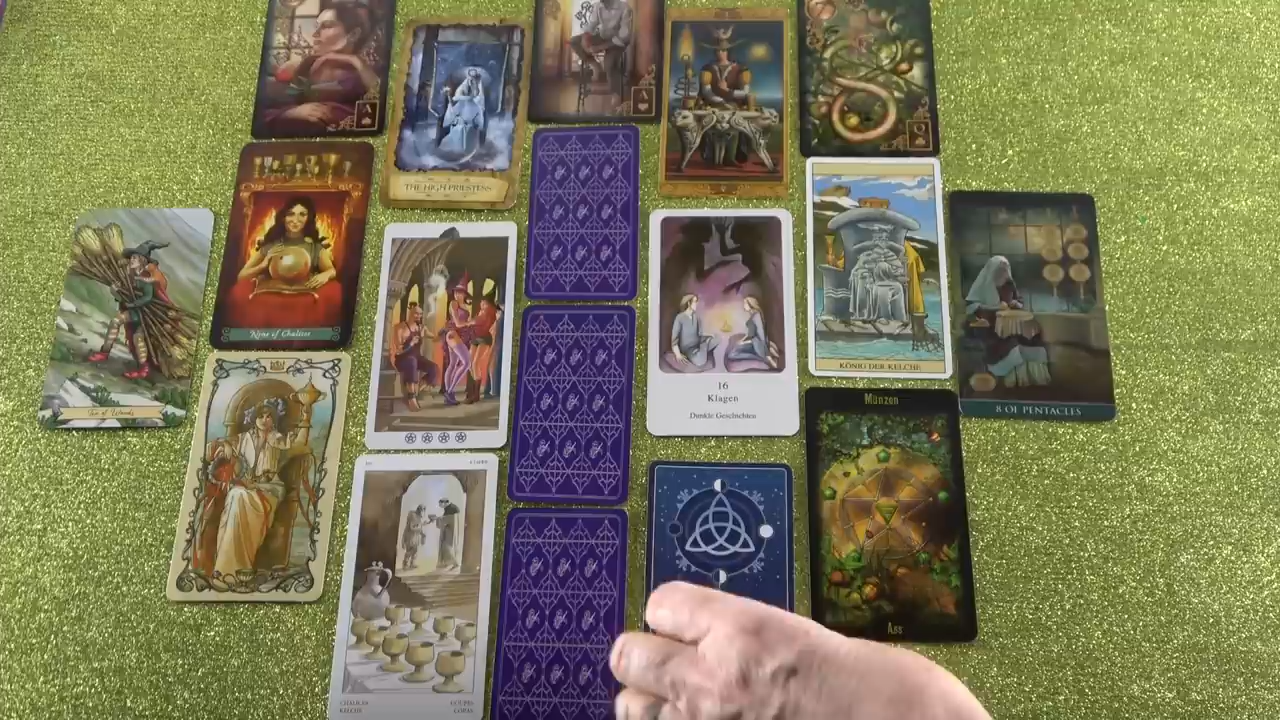 A
A
Q
THE HIGH PRIESTESS
Nine of Chalices
Ten of Wands
16
Klagen
Dunkle Geschichten
KÖNIG DER KELCHE
8 OF PENTACLES
Münzen
Ass
CHALICES
KELCHE
COUPES
COPAS